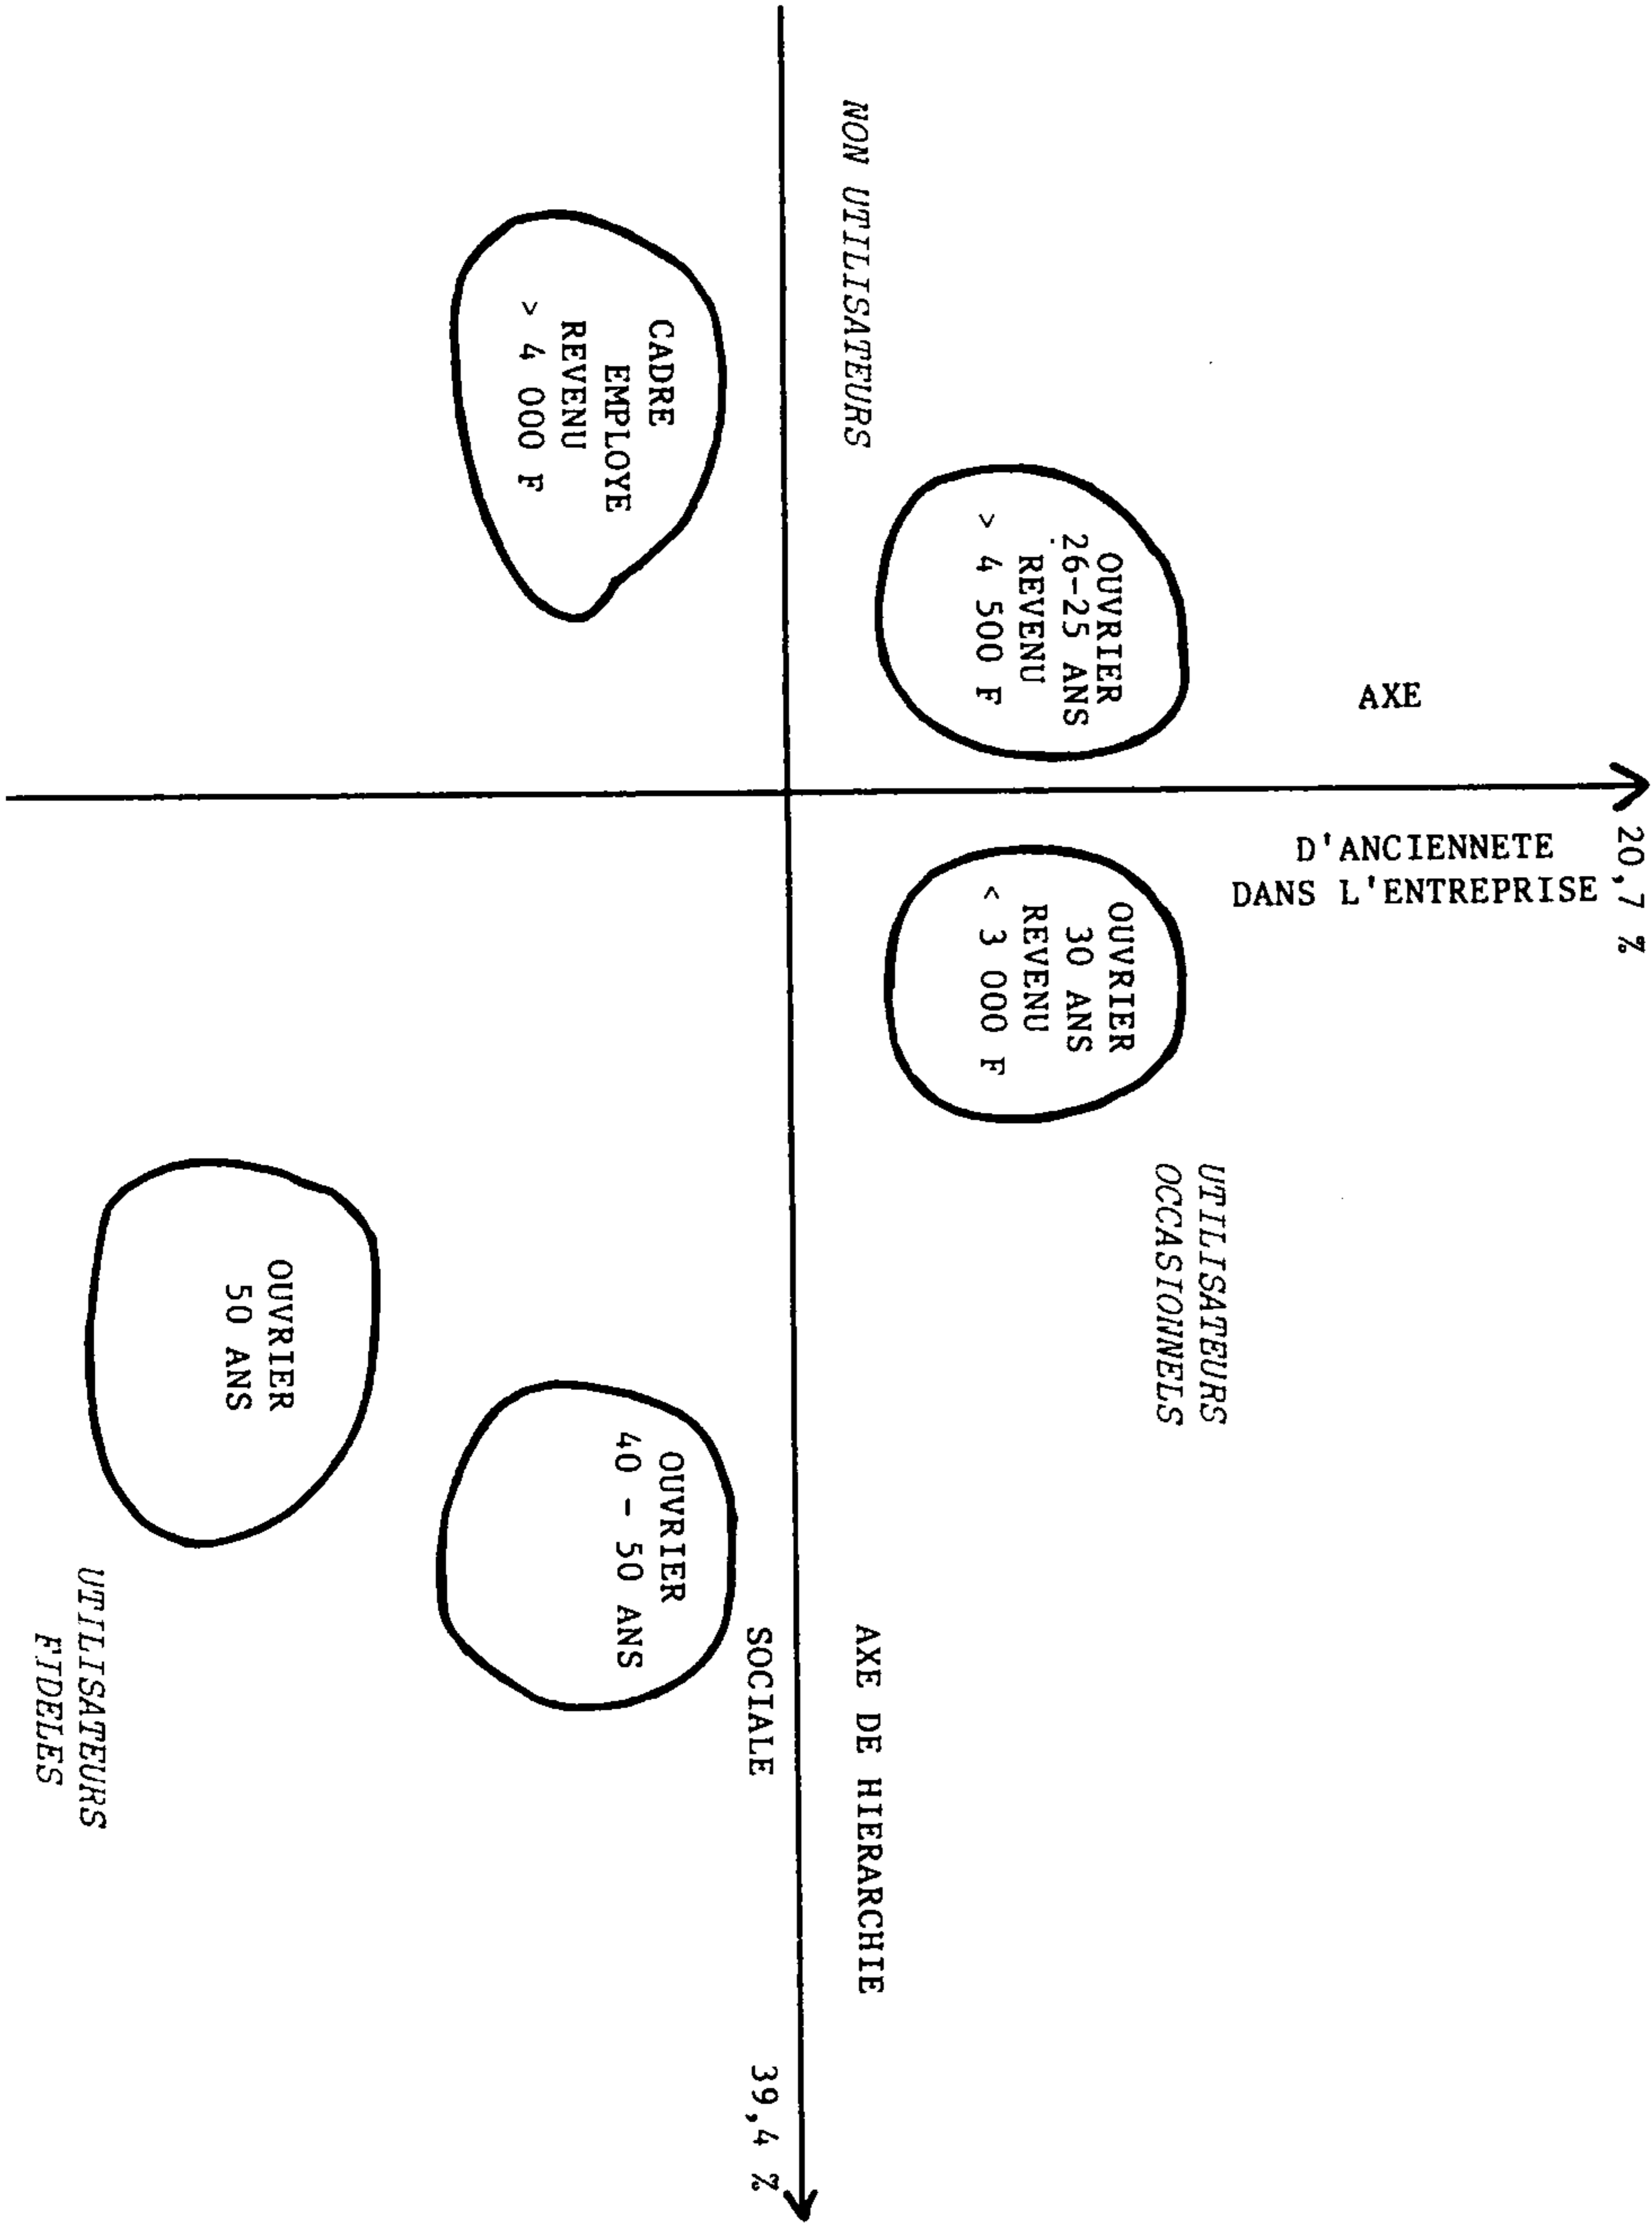 20,7 %
AXE
D'ANCIENNETE
DANS L'ENTREPRISE
UTILISATEURS
OCCASIONNELS
OUVRIER
26-25 ANS
REVENU
> 4 500 F
OUVRIER
30 ANS
REVENU
< 3 000 F
NON UTILISATEURS
AXE DE HIERARCHIE
SOCIALE
39,4 %
CADRE
EMPLOYE
REVENU
> 4 000 F
OUVRIER
40 - 50 ANS
OUVRIER
50 ANS
UTILISATEURS
FIDELES